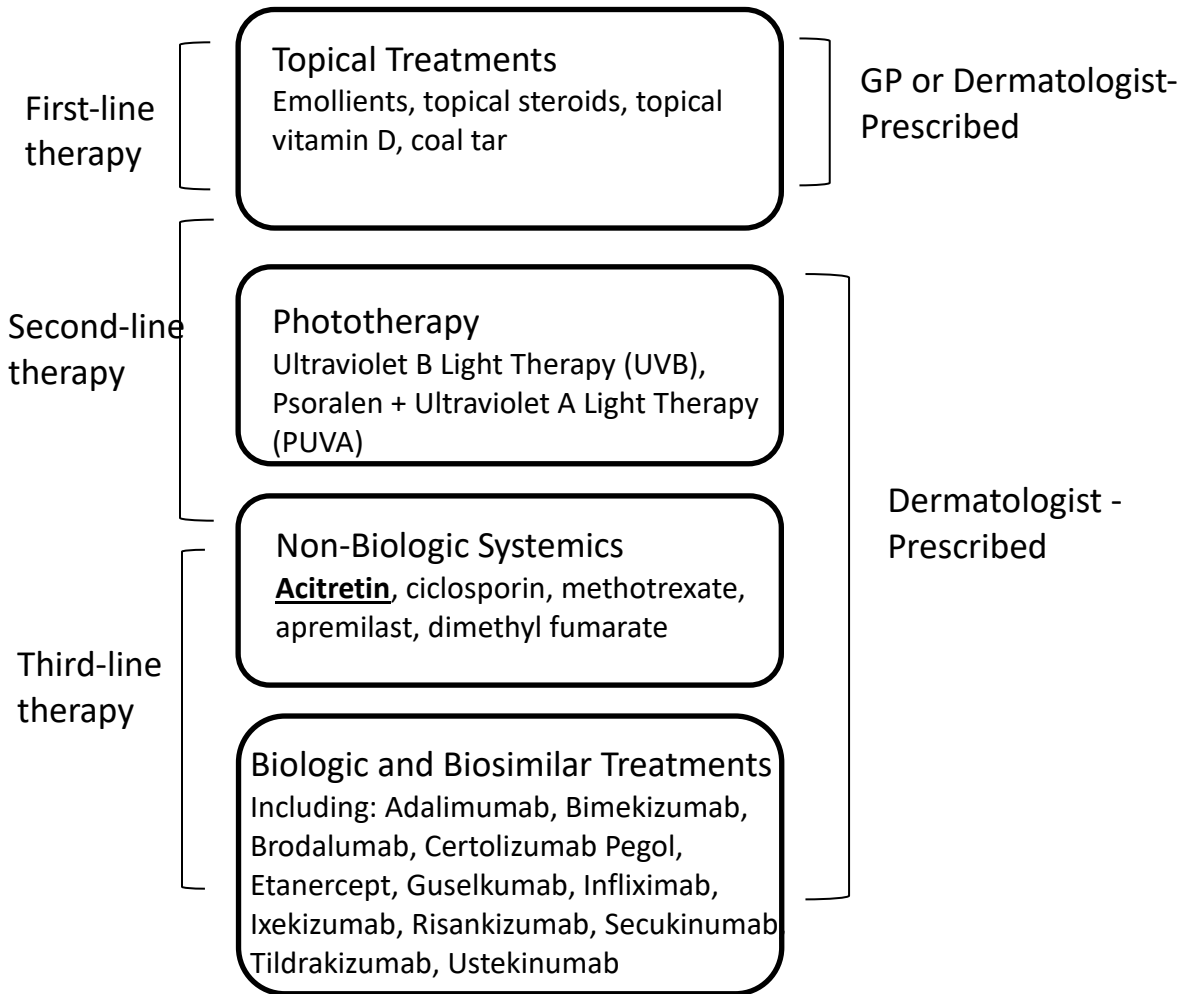 First-line
therapy
Topical Treatments
Emollients, topical steroids, topical
vitamin D, coal tar
GP or Dermatologist-
Prescribed
Second-line
therapy
Phototherapy
Ultraviolet B Light Therapy (UVB),
Psoralen + Ultraviolet A Light Therapy
(PUVA)
Dermatologist -
Prescribed
Non-Biologic Systemics
Acitretin, ciclosporin, methotrexate,
apremilast, dimethyl fumarate
Third-line
therapy
Biologic and Biosimilar Treatments
Including: Adalimumab, Bimekizumab,
Brodalumab, Certolizumab Pegol,
Etanercept, Guselkumab, Infliximab,
Ixekizumab, Risankizumab, Secukinumab,
Tildrakizumab, Ustekinumab